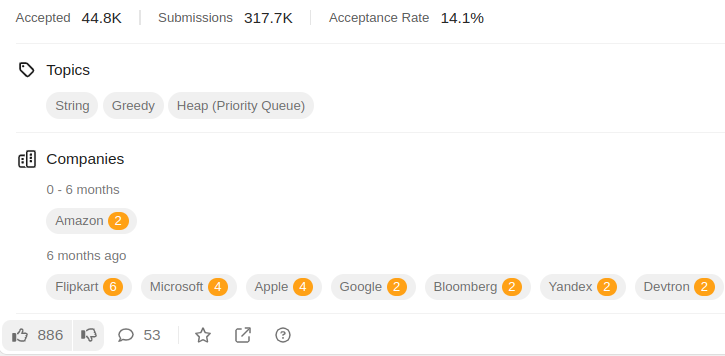 Accepted 44.8K Submissions 317.7K Acceptance Rate 14.1%
Topics
String Greedy Heap (Priority Queue)
Companies
0 - 6 months
Amazon 2
6 months ago
Flipkart 6 Microsoft 4 Apple 4 Google 2 Bloomberg 2 Yandex 2 Devtron 2
886 53